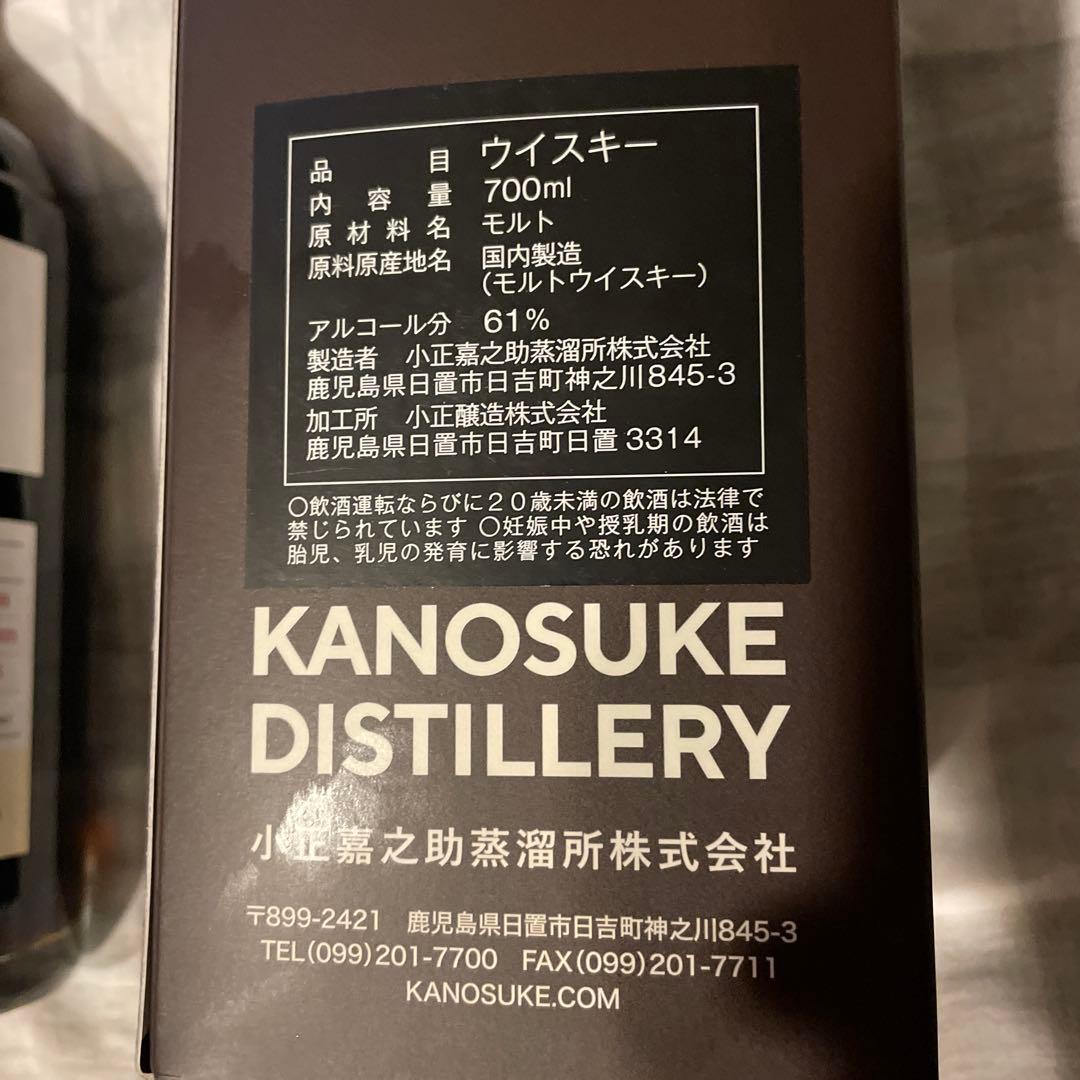 品目 ウイスキー
内容量 700ml
原材料名 モルト
原料原産地名 国内製造
(モルトウイスキー)
アルコール分 61%
製造者 小正嘉之助蒸溜所株式会社
鹿児島県日置市日吉町神之川845-3
加工所 小正醸造株式会社
鹿児島県日置市日吉町日置3314
○飲酒運転ならびに20歳未満の飲酒は法律で
禁じられています ○妊娠中や授乳期の飲酒は
胎児、乳児の発育に影響する恐れがあります
KANOSUKE
DISTILLERY
小正嘉之助蒸溜所株式会社
〒899-2421 鹿児島県日置市日吉町神之川845-3
TEL(099)201-7700 FAX(099)201-7711
KANOSUKE.COM